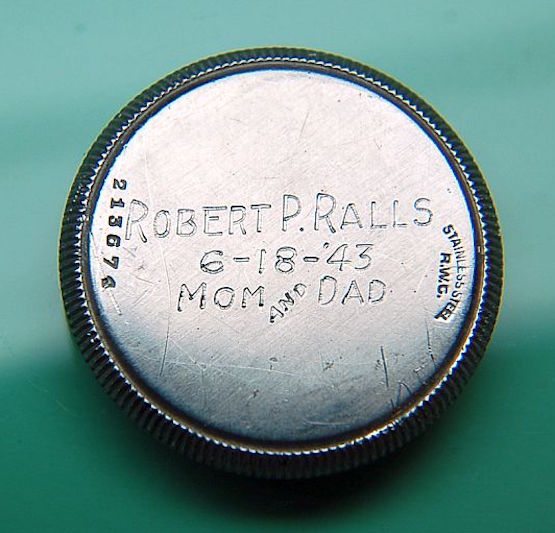 ROBERT P. RALLS
6-18-'43
MOM AND DAD
213674
STAINLESS STEEL
R.W.C.